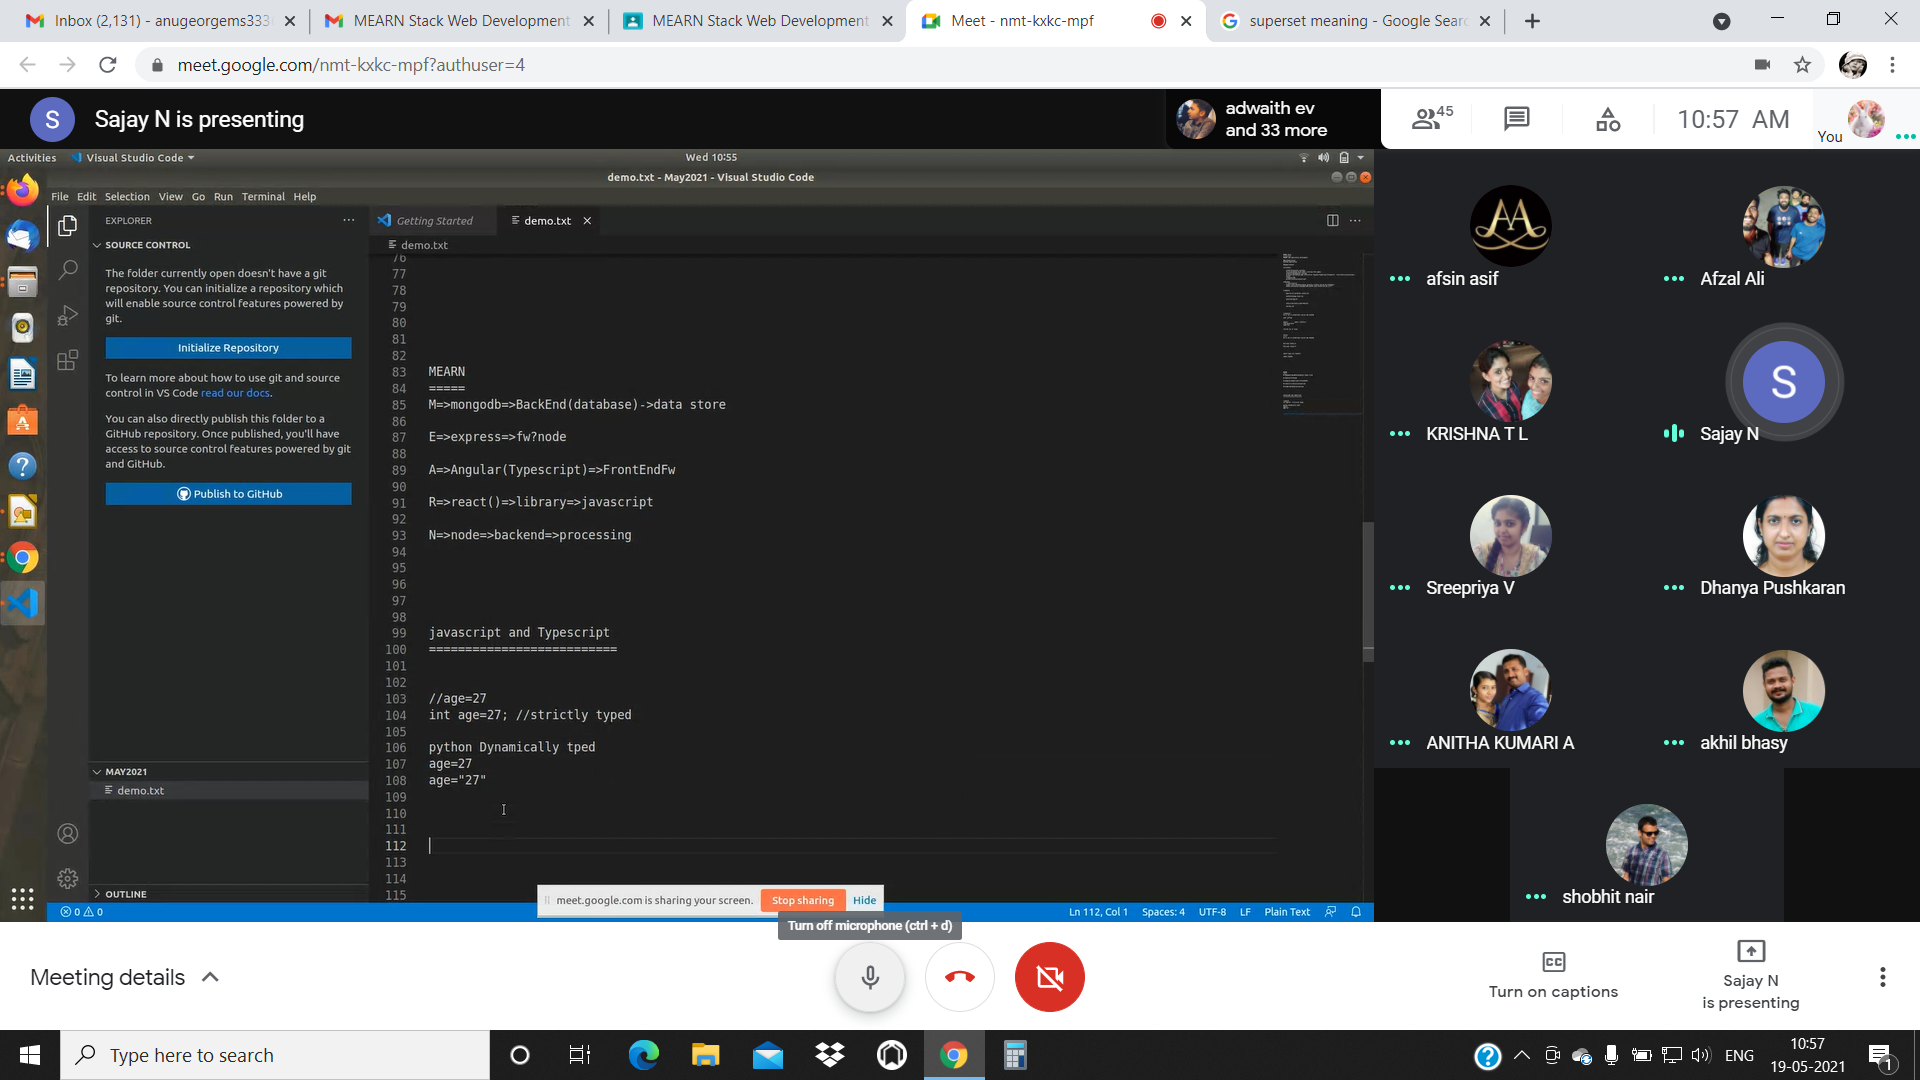 Inbox (2,131) - anugeorgems333
MEARN Stack Web Development
MEARN Stack Web Development
Meet - nmt-kxkc-mpf
superset meaning - Google Sear
meet.google.com/nmt-kxkc-mpf?authuser=4
S
Sajay N is presenting
adwaith ev
and 33 more
45
10:57 AM
You
Activities
Visual Studio Code
Wed 10:55
demo.txt - May2021 - Visual Studio Code
File Edit Selection View Go Run Terminal Help
EXPLORER
Getting Started
demo.txt
SOURCE CONTROL
demo.txt
The folder currently open doesn't have a git
repository. You can initialize a repository which
will enable source control features powered by
git.
Initialize Repository
To learn more about how to use git and source
control in VS Code read our docs.
You can also directly publish this folder to a
GitHub repository. Once published, you'll have
access to source control features powered by git
and GitHub.
Publish to GitHub
MAY2021
demo.txt
OUTLINE
76
77
78
79
80
81
82
83 MEARN
84 =====
85 M=>mongodb=>BackEnd(database)->data store
86
87 E=>express=>fw?node
88
89 A=>Angular(Typescript)=>FrontEndFw
90
91 R=>react()=>library=>javascript
92
93 N=>node=>backend=>processing
94
95
96
97
98
99 javascript and Typescript
100 ==========================
101
102
103 //age=27
104 int age=27; //strictly typed
105
106 python Dynamically tped
107 age=27
108 age="27"
109
110
111
112
113
114
115
meet.google.com is sharing your screen.
Stop sharing
Hide
0 0
Ln 112, Col 1
Spaces: 4
UTF-8
LF
Plain Text
Turn off microphone (ctrl + d)
afsin asif
Afzal Ali
KRISHNA T L
S
Sajay N
Sreepriya V
Dhanya Pushkaran
ANITHA KUMARI A
akhil bhasy
shobhit nair
Meeting details
CC
Turn on captions
Sajay N
is presenting
Type here to search
ENG
10:57
19-05-2021
1